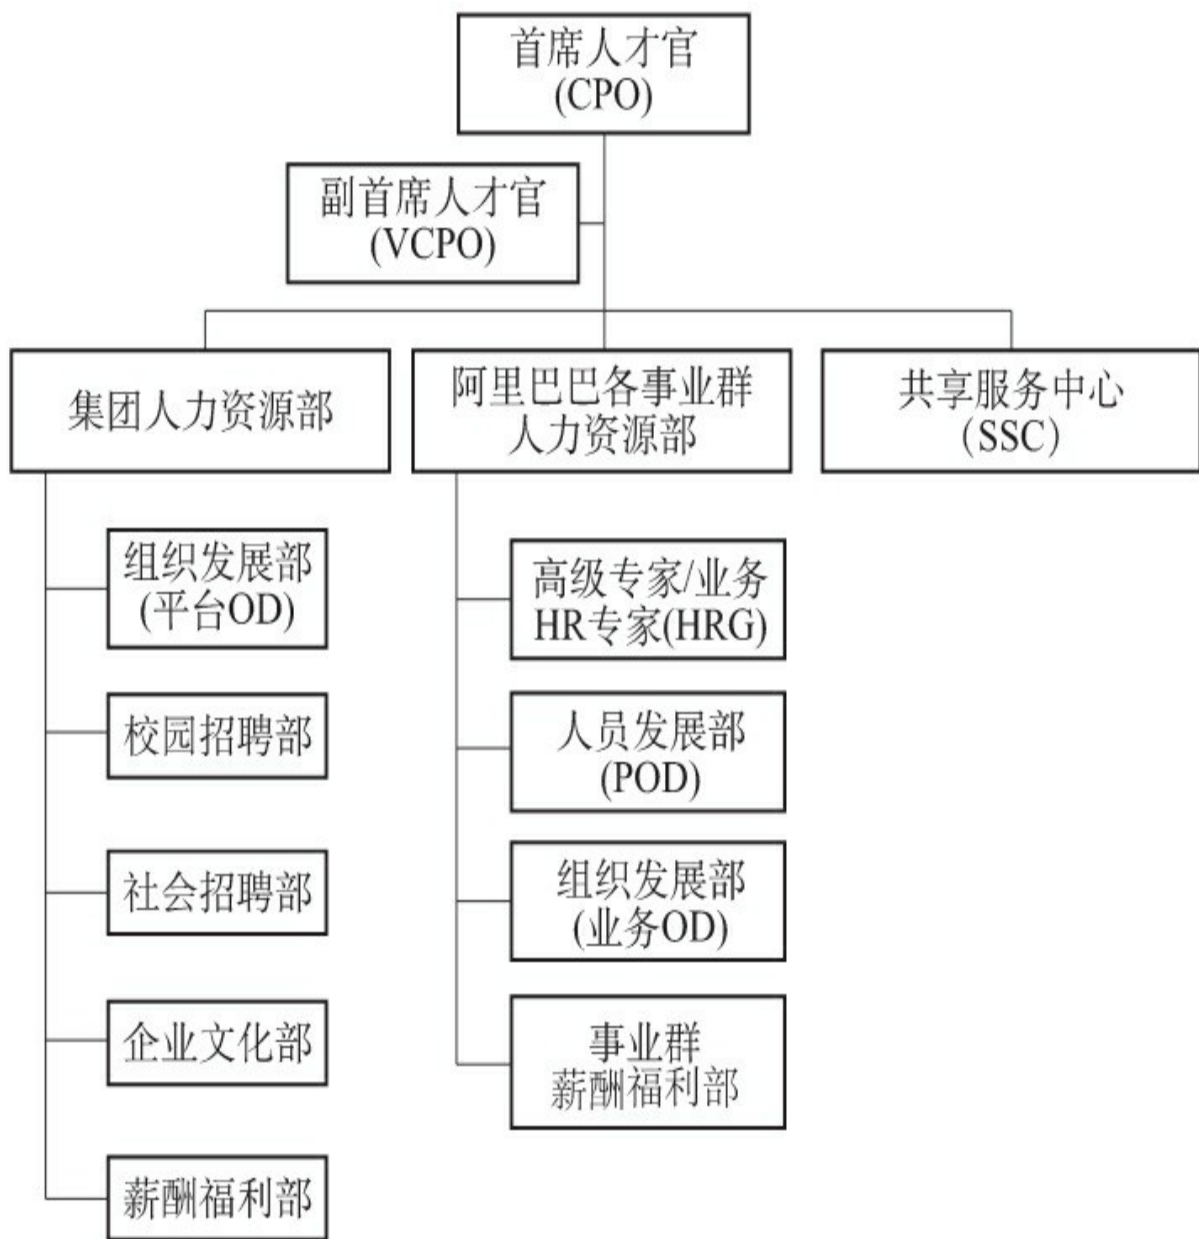 首席人才官
(CPO)
副首席人才官
(VCPO)
集团人力资源部
阿里巴巴各事业群
人力资源部
共享服务中心
（SSC）
组织发展部
(平台OD)
校园招聘部
社会招聘部
企业文化部
薪酬福利部
高级专家/业务
HR专家(HRG)
人员发展部
(POD)
组织发展部
(业务OD)
事业群
薪酬福利部